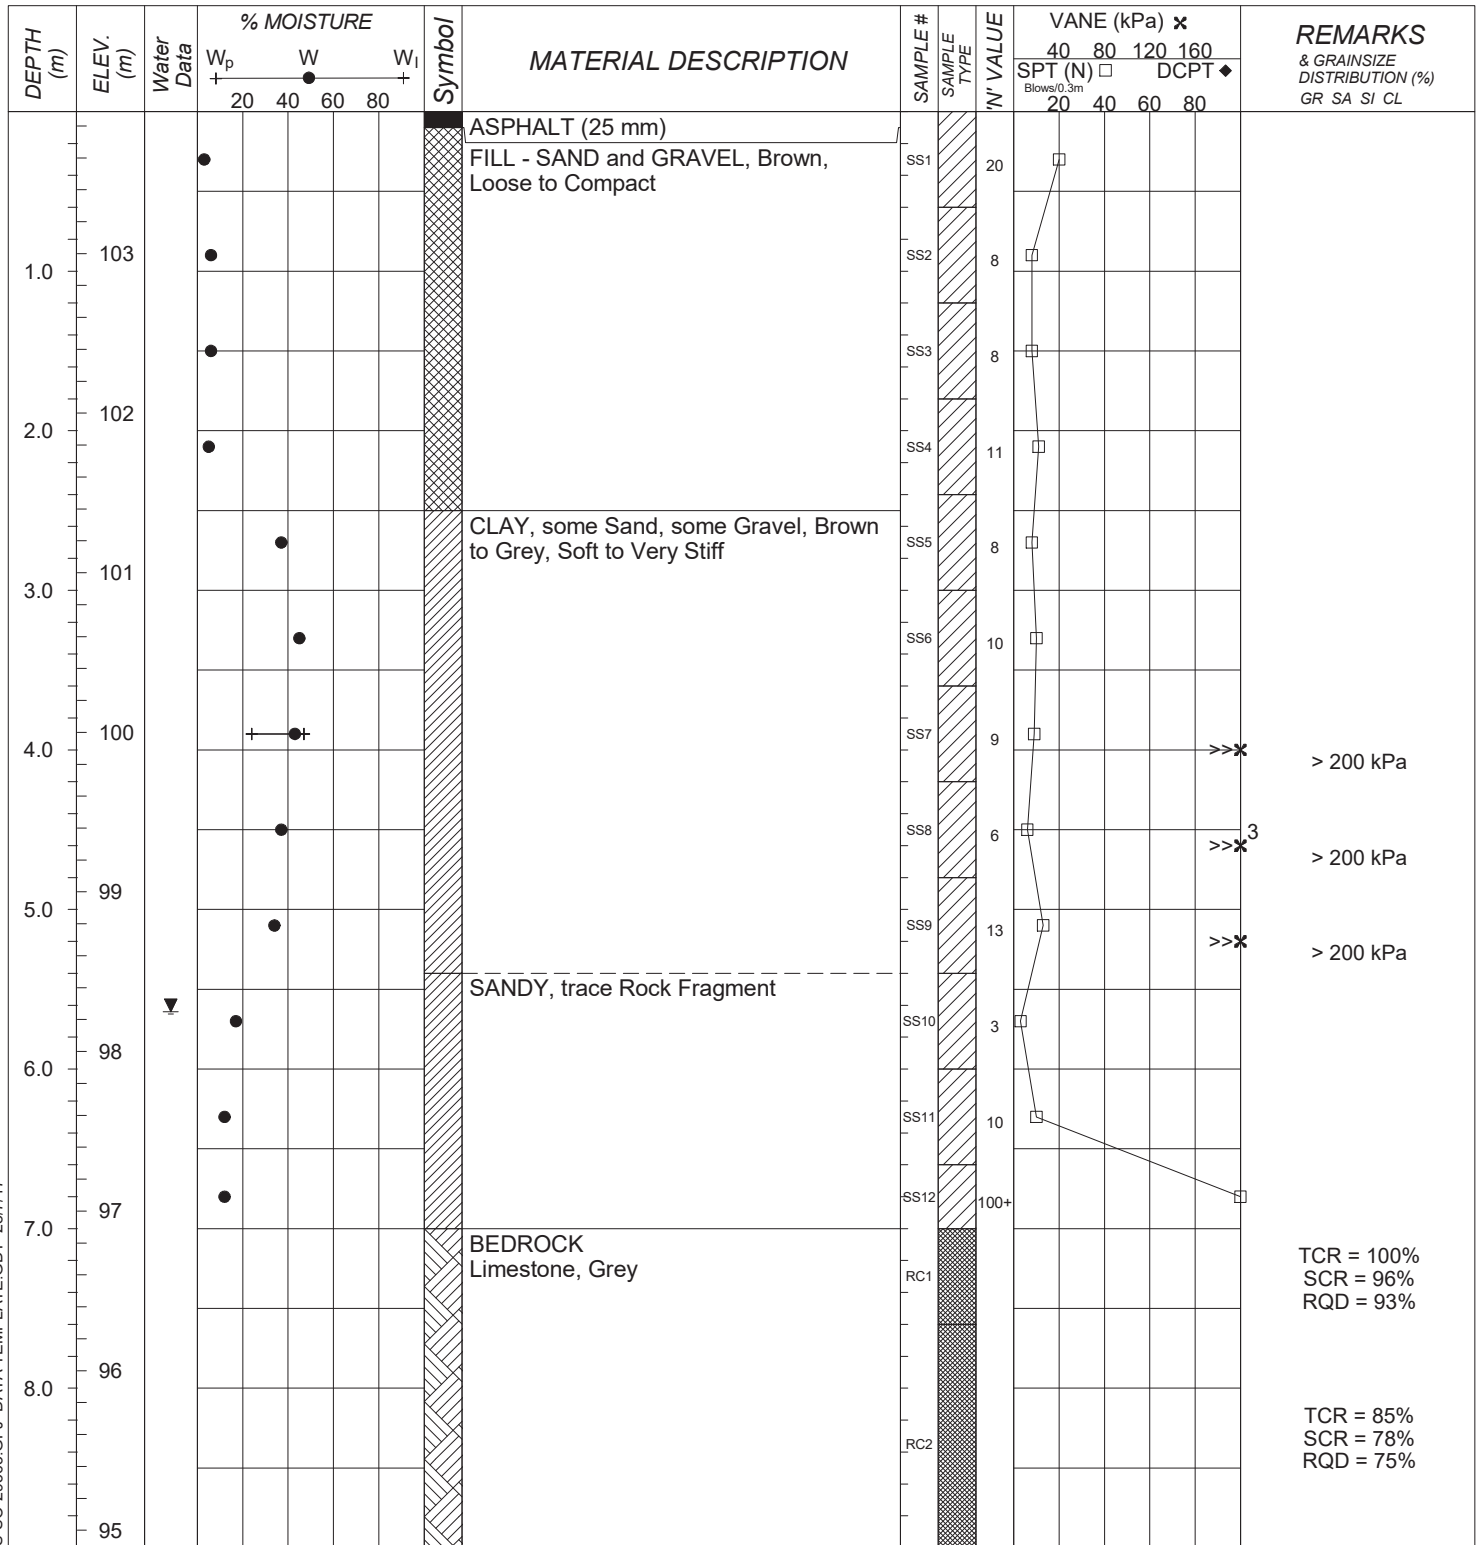 DEPTH (m)
ELEV. (m)
Water Data
% MOISTURE
Wp W Wl
20 40 60 80
Symbol
MATERIAL DESCRIPTION
SAMPLE #
SAMPLE TYPE
'N' VALUE
VANE (kPa)
40 80 120 160
SPT (N) DCPT
Blows/0.3m
20 40 60 80
REMARKS
& GRAINSIZE
DISTRIBUTION (%)
GR SA SI CL
ASPHALT (25 mm)
FILL - SAND and GRAVEL, Brown,
Loose to Compact
SS1 20
103
SS2 8
1.0
SS3 8
102
2.0
SS4 11
CLAY, some Sand, some Gravel, Brown
to Grey, Soft to Very Stiff
SS5 8
101
3.0
SS6 10
100
SS7 9
4.0
>>
> 200 kPa
SS8 6
3
>>
> 200 kPa
99
5.0
SS9 13
>>
> 200 kPa
SANDY, trace Rock Fragment
SS10 3
98
6.0
SS11 10
SS12 100+
97
7.0
BEDROCK
Limestone, Grey
RC1
TCR = 100%
SCR = 96%
RQD = 93%
96
8.0
RC2
TCR = 85%
SCR = 78%
RQD = 75%
95